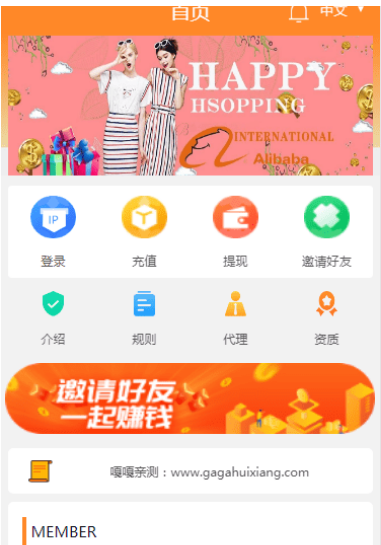 首页
中文
HAPPY
HSOPPING
INTERNATIONAL
Alibaba
IP
登录
充值
提现
邀请好友
介绍
规则
代理
资质
邀请好友
一起赚钱
嘎嘎亲测：www.gagahuixiang.com
MEMBER